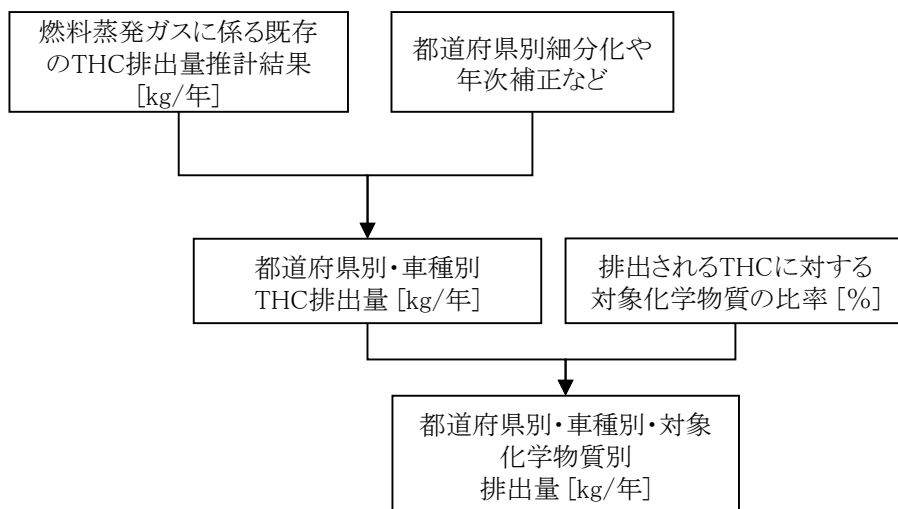 燃料蒸発ガスに係る既存
のTHC排出量推計結果
[kg/年]
都道府県別細分化や
年次補正など
都道府県別・車種別
THC排出量 [kg/年]
排出されるTHCに対する
対象化学物質の比率 [%]
都道府県別・車種別・対象
化学物質別
排出量 [kg/年]